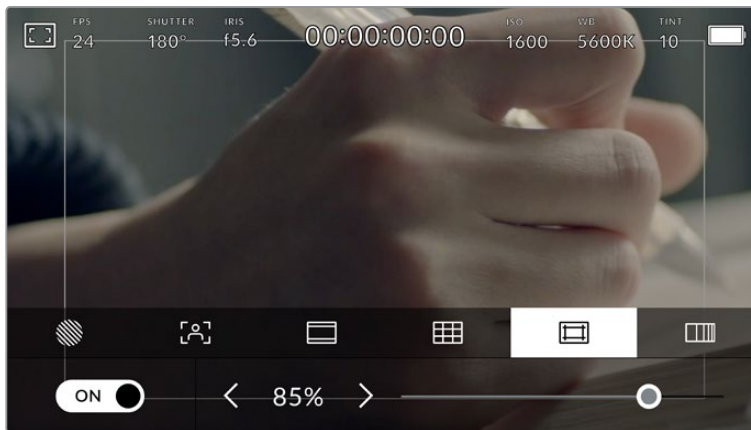 FPS SHUTTER IRIS ISO WB TINT
24 180° f5.6 00:00:00:00 1600 5600K 10
ON 85%